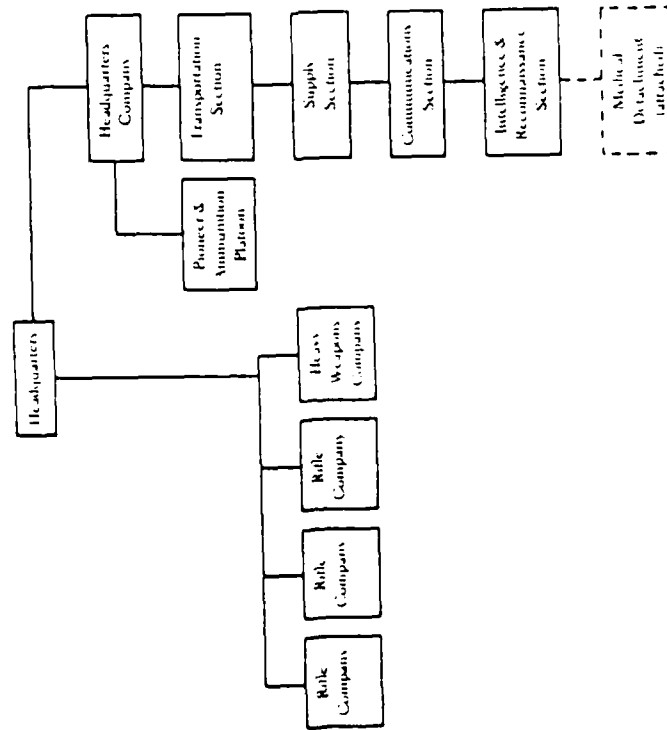 Headquarters
Headquarters
Company
Pioneer &
Ammunition
Platoon
Transportation
Section
Supply
Section
Communications
Section
Intelligence &
Reconnaissance
Section
Medical
Detachment
(attached)
Rifle
Company
Rifle
Company
Rifle
Company
Heavy
Weapons
Company